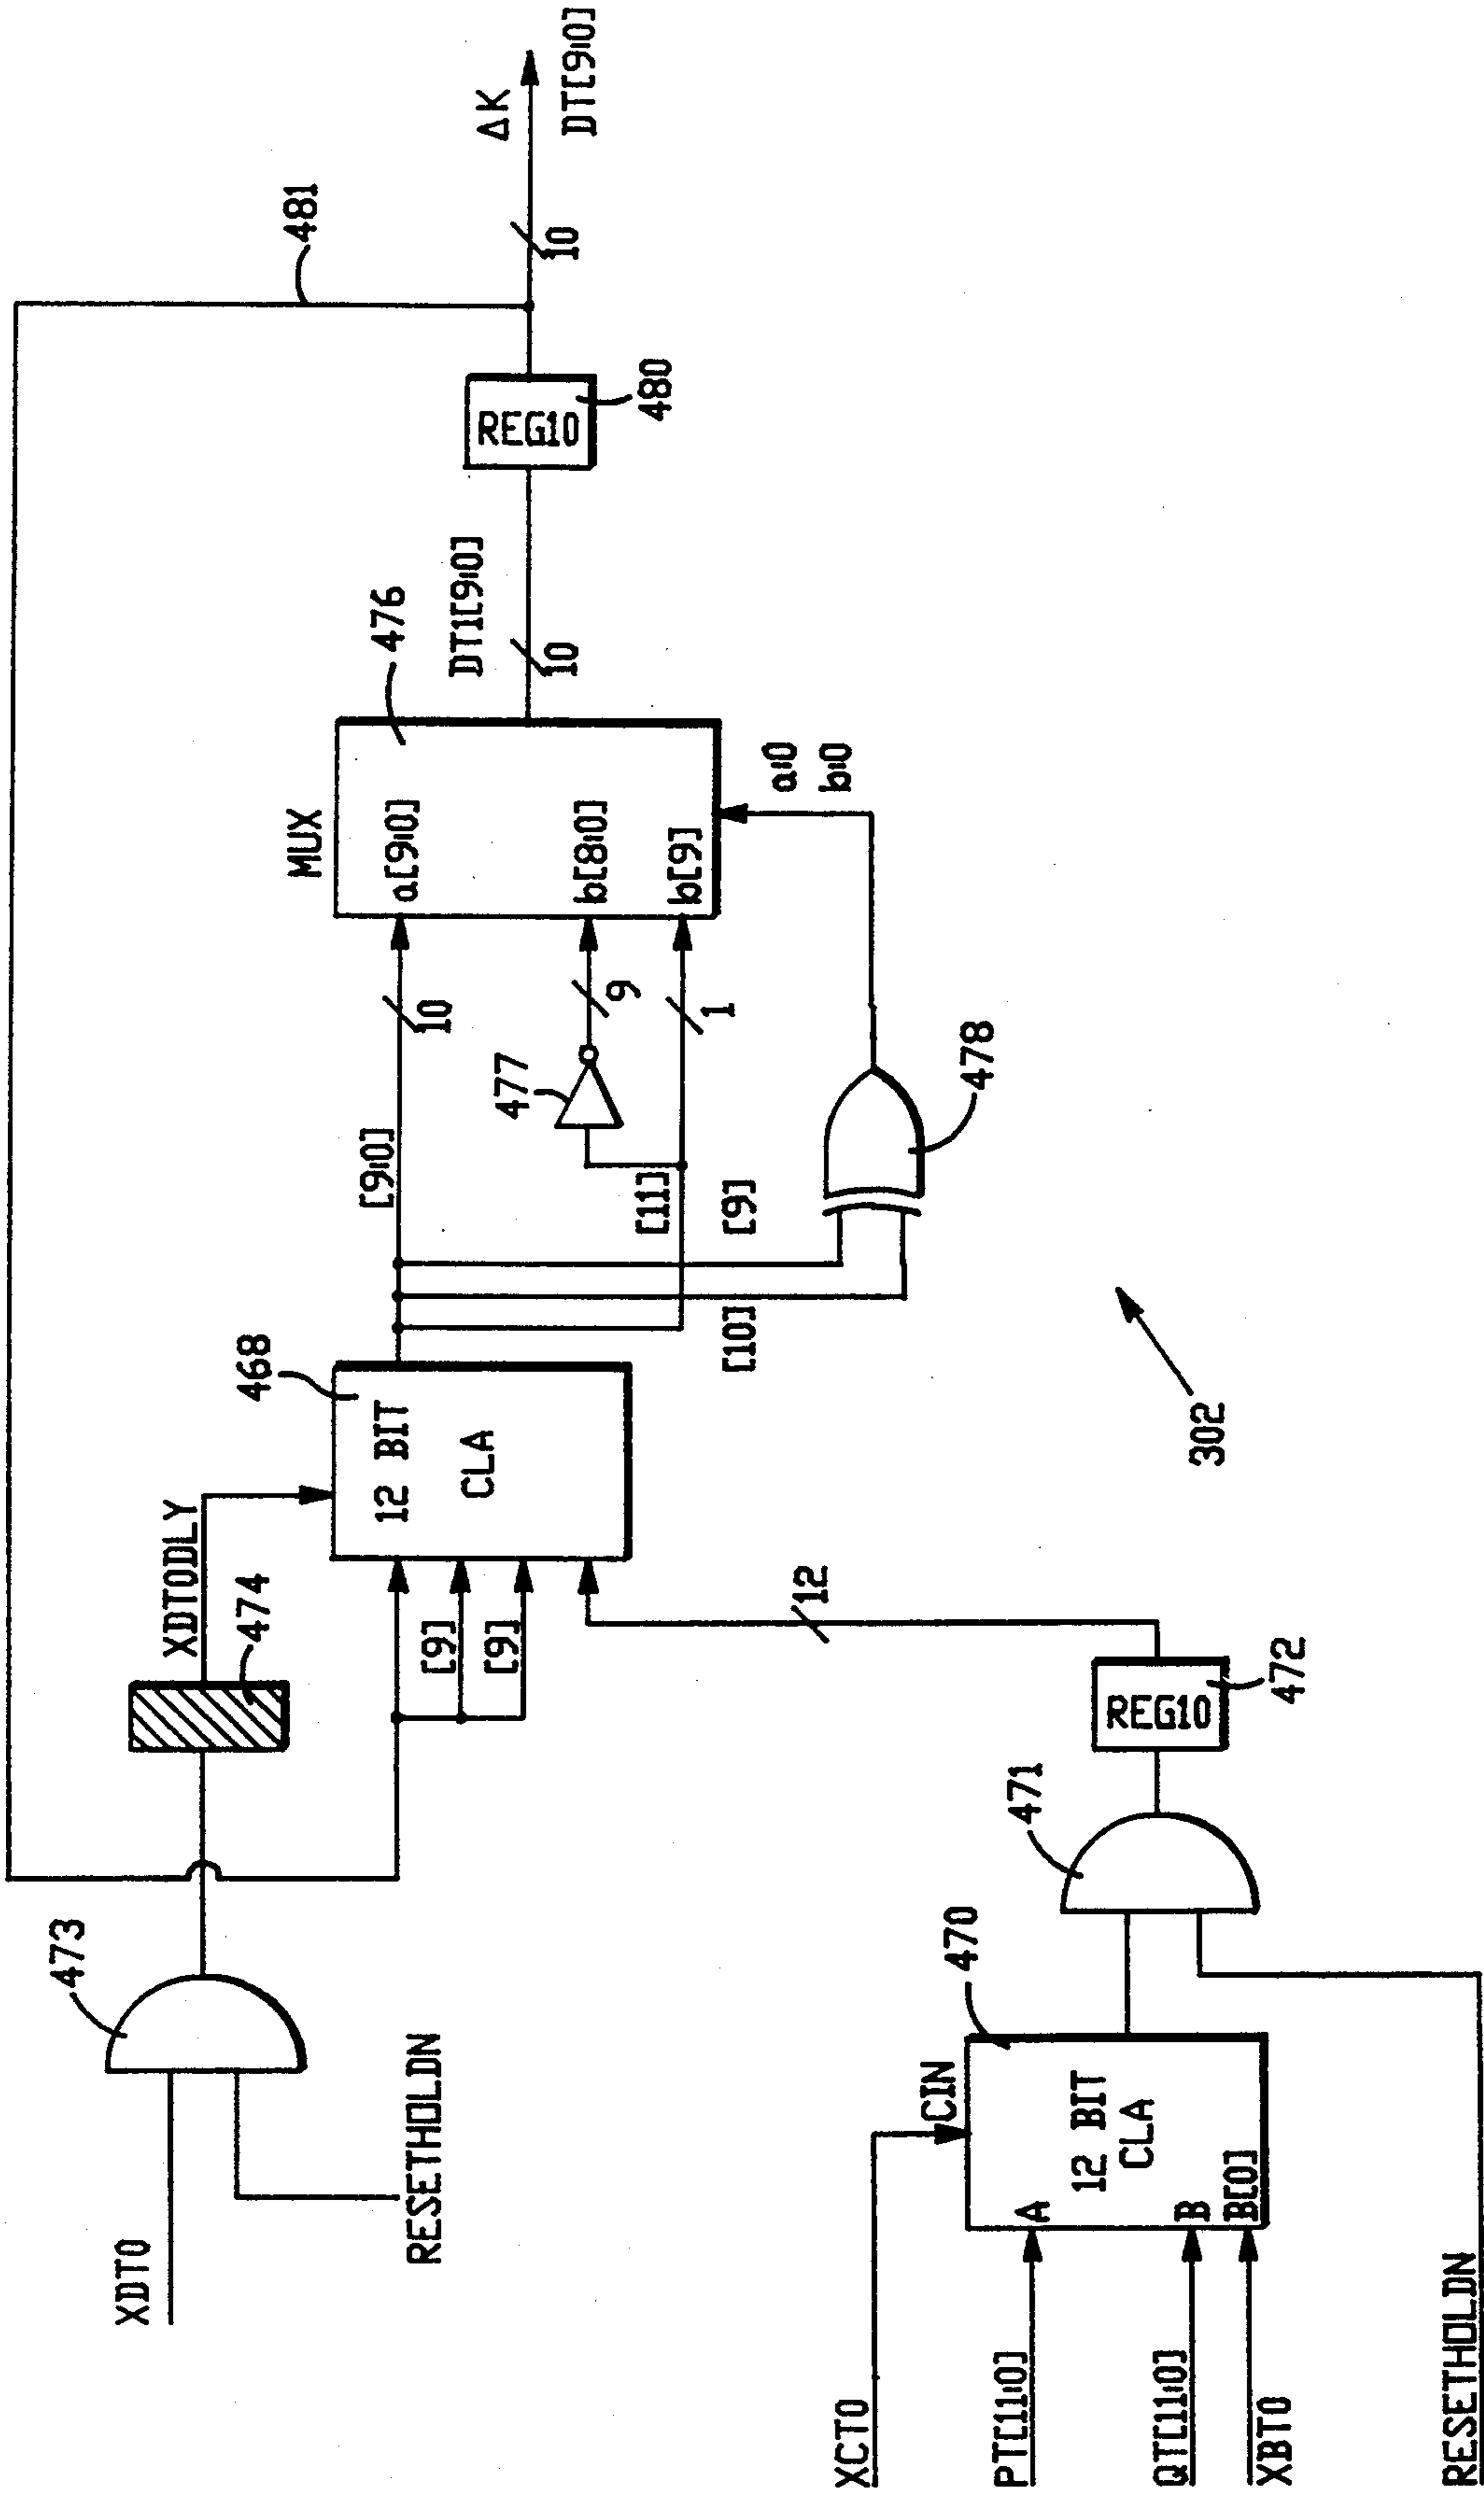 XDT0
RESETHOLDN
473
XDTODLY
474
[9]
[9]
468
12 BIT
CLA
[9:0]
[11]
[10]
[9]
477
10
9
1
478
MUX
a[9:0]
b[8:0]
b[9]
a:0
b:0
476
DT1[9:0]
10
REG10
480
481
10
ΔK
DT[9:0]
XCT0
CIN
PT[11:0]
QT[11:0]
XBT0
A
B
B[0]
12 BIT
CLA
470
RESETHOLDN
471
REG10
472
12
302